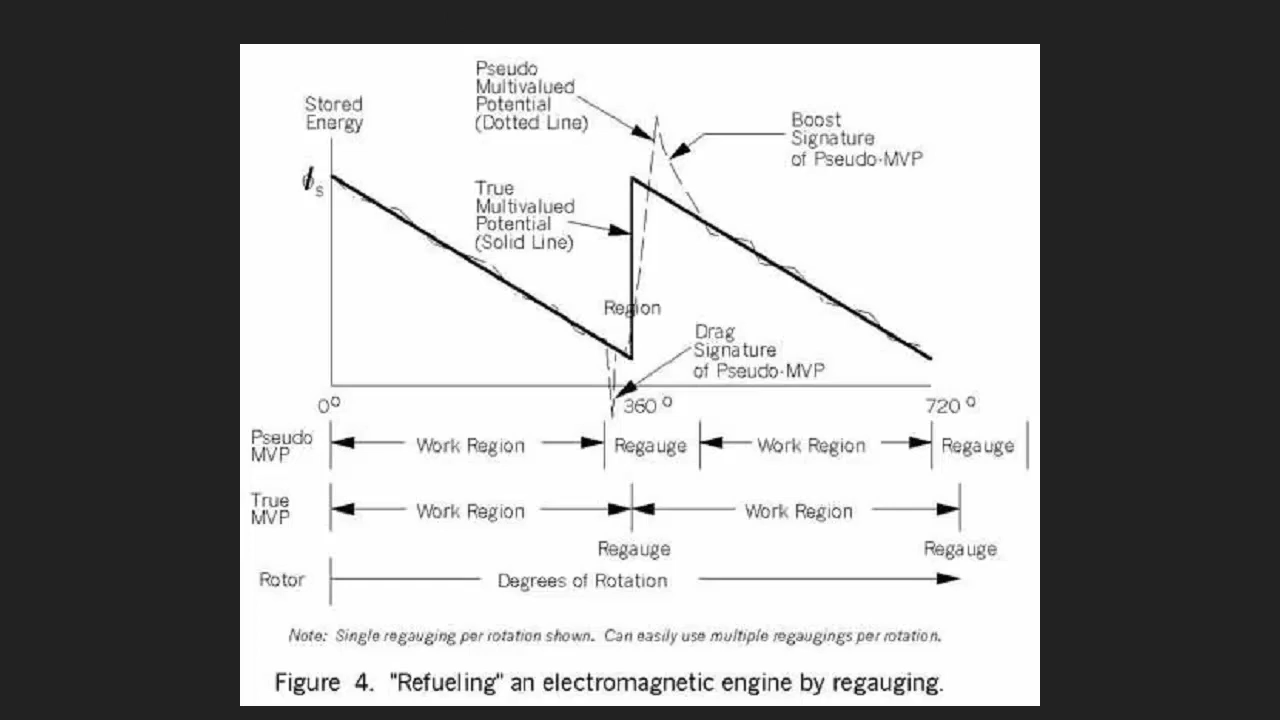 Pseudo
Multivalued
Potential
(Dotted Line)
Stored
Energy
Boost
Signature
of Pseudo-MVP
ϕs
True
Multivalued
Potential
(Solid Line)
Region
Drag
Signature
of Pseudo-MVP
0º
360 º
720 º
Pseudo
MVP
Work Region
Regauge
Work Region
Regauge
True
MVP
Work Region
Work Region
Regauge
Regauge
Rotor
Degrees of Rotation
Note: Single regauging per rotation shown. Can easily use multiple regaugings per rotation.
Figure 4. "Refueling" an electromagnetic engine by regauging.